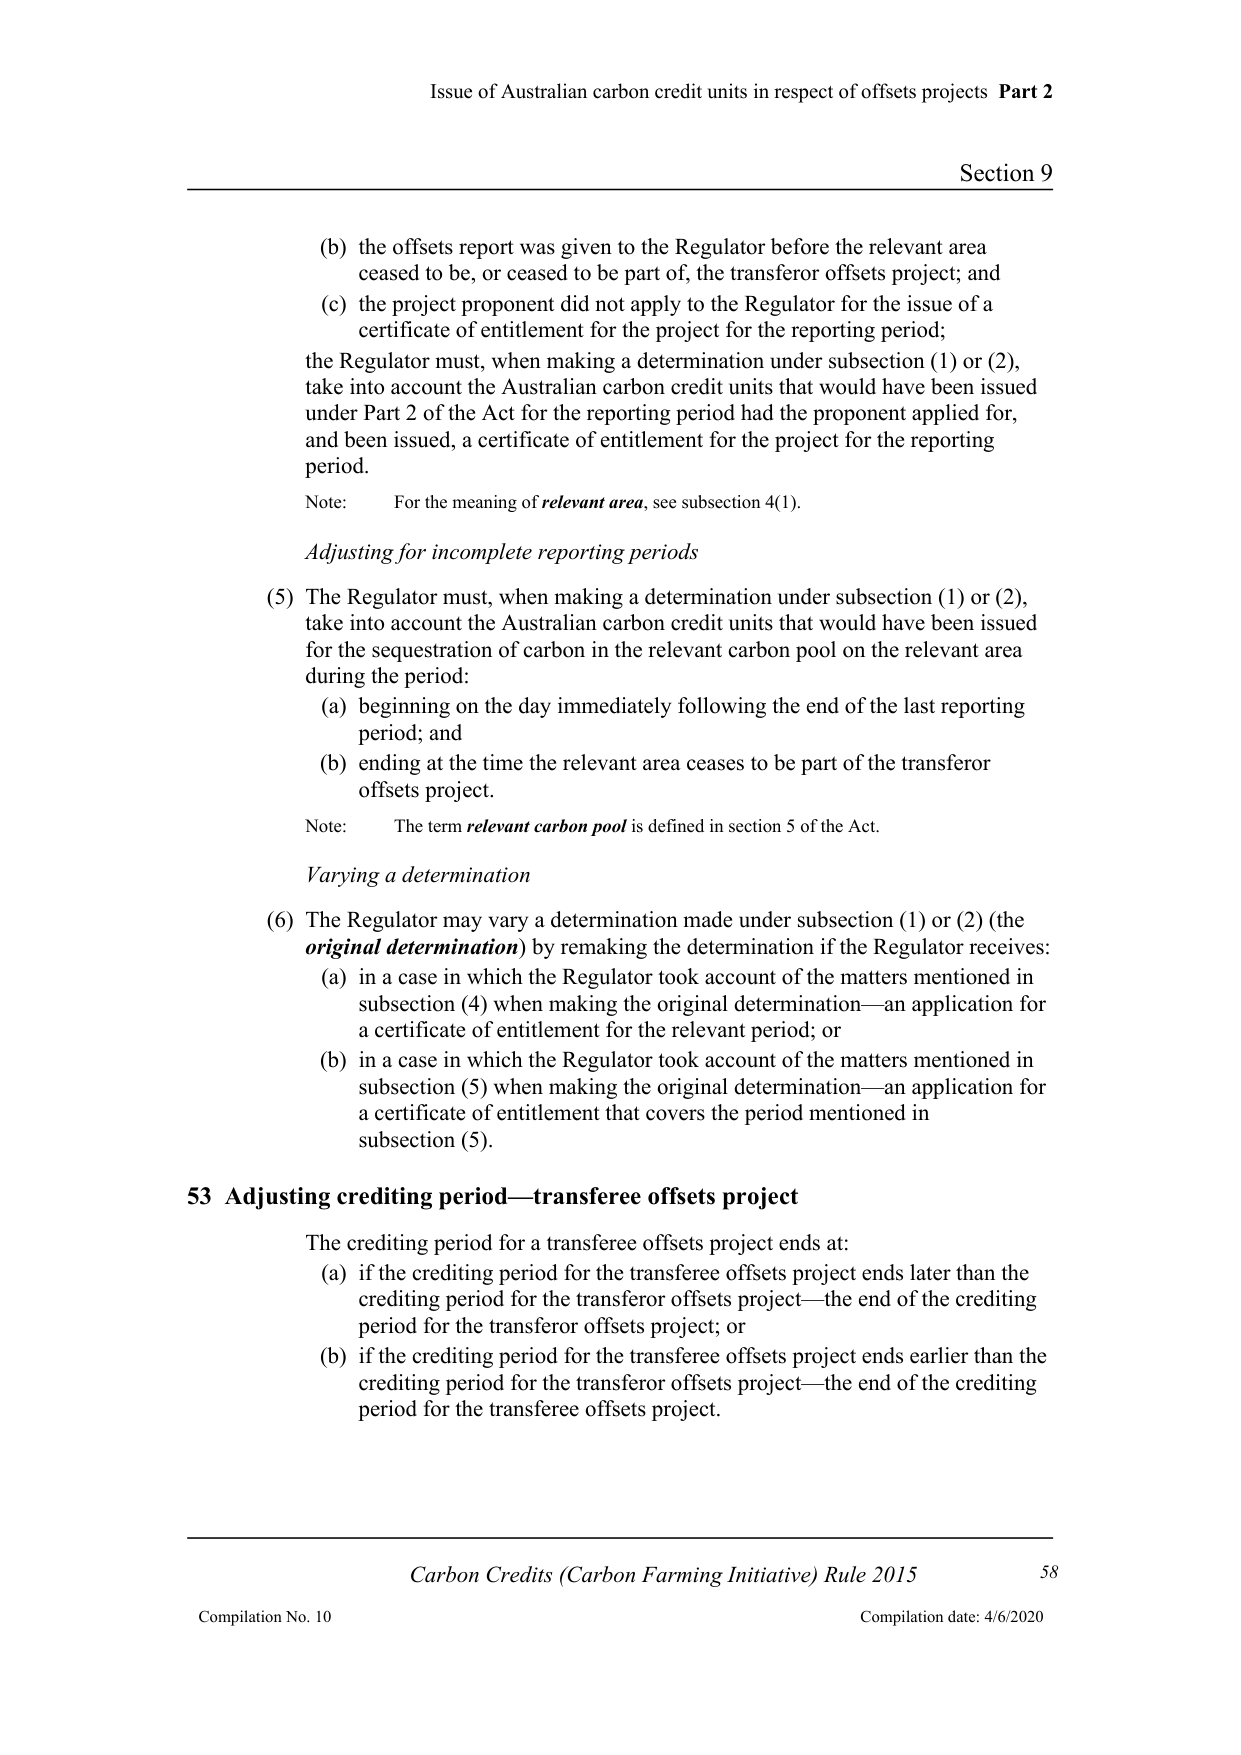 Issue of Australian carbon credit units in respect of offsets projects Part 2
Section 9
(b) the offsets report was given to the Regulator before the relevant area
ceased to be, or ceased to be part of, the transferor offsets project; and
(c) the project proponent did not apply to the Regulator for the issue of a
certificate of entitlement for the project for the reporting period;
the Regulator must, when making a determination under subsection (1) or (2),
take into account the Australian carbon credit units that would have been issued
under Part 2 of the Act for the reporting period had the proponent applied for,
and been issued, a certificate of entitlement for the project for the reporting
period.
Note: For the meaning of relevant area, see subsection 4(1).
Adjusting for incomplete reporting periods
(5) The Regulator must, when making a determination under subsection (1) or (2),
take into account the Australian carbon credit units that would have been issued
for the sequestration of carbon in the relevant carbon pool on the relevant area
during the period:
(a) beginning on the day immediately following the end of the last reporting
period; and
(b) ending at the time the relevant area ceases to be part of the transferor
offsets project.
Note: The term relevant carbon pool is defined in section 5 of the Act.
Varying a determination
(6) The Regulator may vary a determination made under subsection (1) or (2) (the
original determination) by remaking the determination if the Regulator receives:
(a) in a case in which the Regulator took account of the matters mentioned in
subsection (4) when making the original determination—an application for
a certificate of entitlement for the relevant period; or
(b) in a case in which the Regulator took account of the matters mentioned in
subsection (5) when making the original determination—an application for
a certificate of entitlement that covers the period mentioned in
subsection (5).
53 Adjusting crediting period—transferee offsets project
The crediting period for a transferee offsets project ends at:
(a) if the crediting period for the transferee offsets project ends later than the
crediting period for the transferor offsets project—the end of the crediting
period for the transferor offsets project; or
(b) if the crediting period for the transferee offsets project ends earlier than the
crediting period for the transferor offsets project—the end of the crediting
period for the transferee offsets project.
Carbon Credits (Carbon Farming Initiative) Rule 2015 58
Compilation No. 10 Compilation date: 4/6/2020